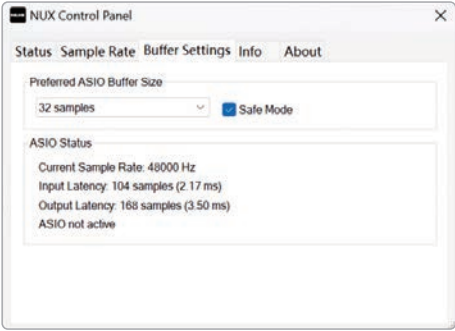 NUX Control Panel
Status Sample Rate Buffer Settings Info About
Preferred ASIO Buffer Size
32 samples Safe Mode
ASIO Status
Current Sample Rate: 48000 Hz
Input Latency: 104 samples (2.17 ms)
Output Latency: 168 samples (3.50 ms)
ASIO not active